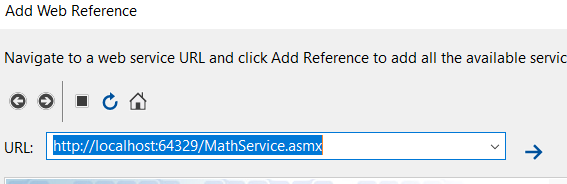 Add Web Reference
Navigate to a web service URL and click Add Reference to add all the available servic
URL: http://localhost:64329/MathService.asmx